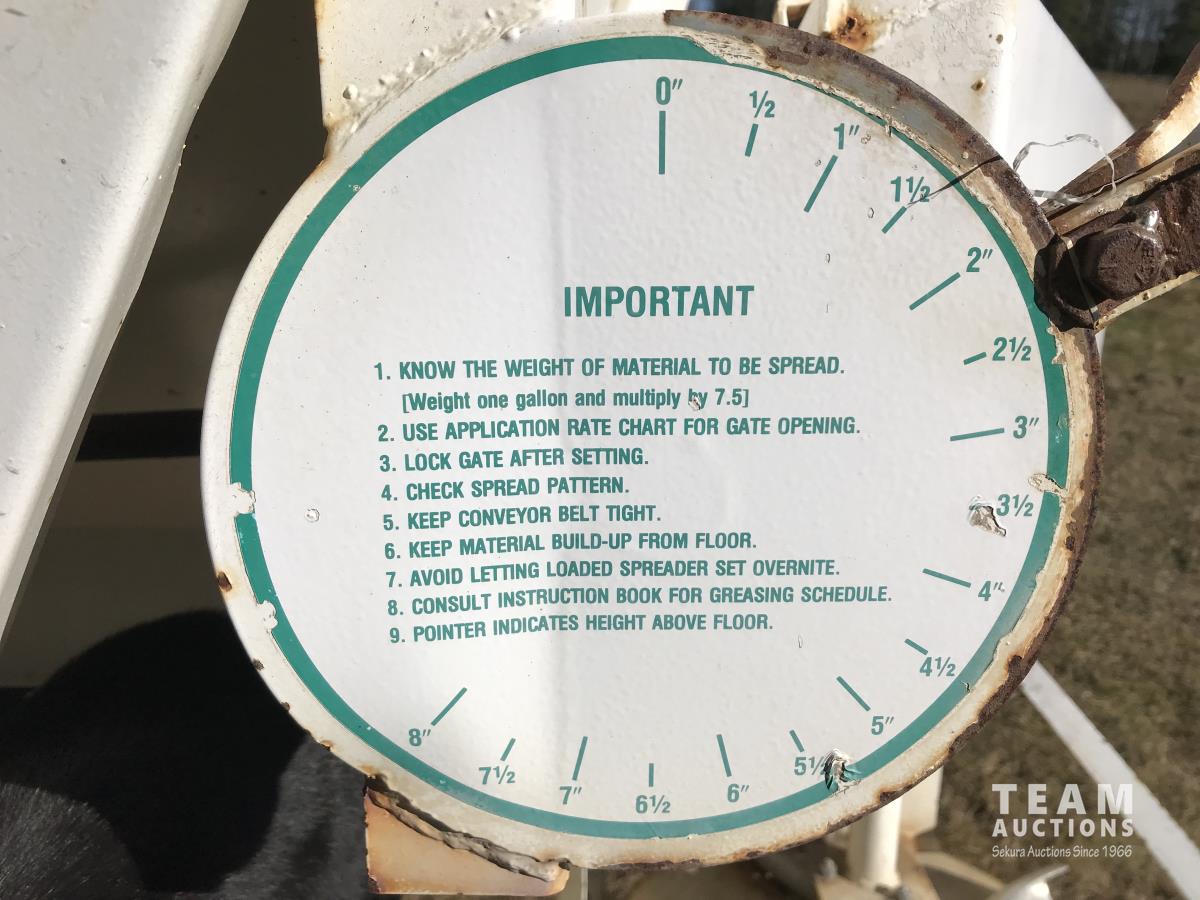 0"
½
1"
1½
2"
2½
3"
3½
4"
4½
5"
5½
6"
6½
7"
7½
8"
IMPORTANT
1. KNOW THE WEIGHT OF MATERIAL TO BE SPREAD.
[Weight one gallon and multiply by 7.5]
2. USE APPLICATION RATE CHART FOR GATE OPENING.
3. LOCK GATE AFTER SETTING.
4. CHECK SPREAD PATTERN.
5. KEEP CONVEYOR BELT TIGHT.
6. KEEP MATERIAL BUILD-UP FROM FLOOR.
7. AVOID LETTING LOADED SPREADER SET OVERNITE.
8. CONSULT INSTRUCTION BOOK FOR GREASING SCHEDULE.
9. POINTER INDICATES HEIGHT ABOVE FLOOR.
TEAM
AUCTIONS
Sekura Auctions Since 1966